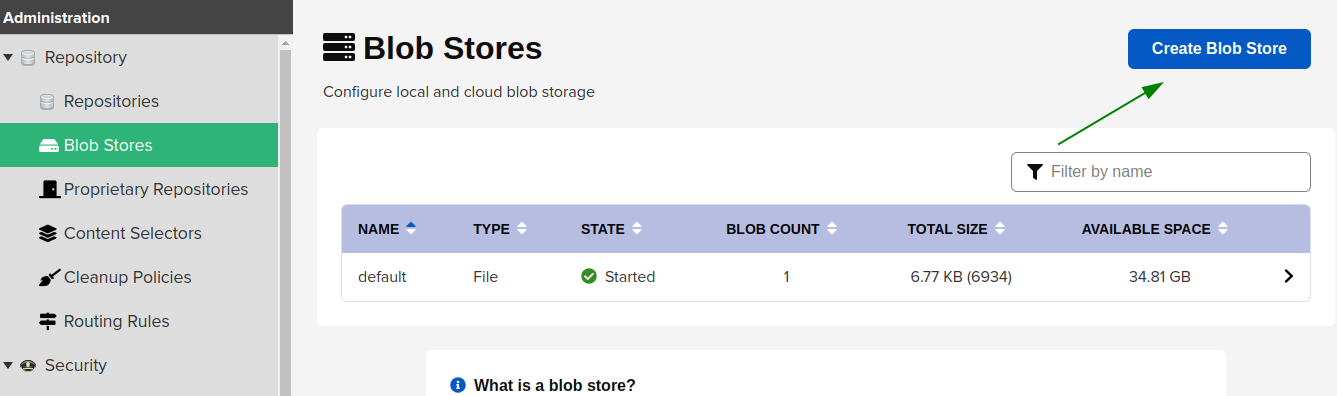 Administration
Repository
Repositories
Blob Stores
Proprietary Repositories
Content Selectors
Cleanup Policies
Routing Rules
Security
Blob Stores
Create Blob Store
Configure local and cloud blob storage
Filter by name
NAME TYPE STATE BLOB COUNT TOTAL SIZE AVAILABLE SPACE
default File Started 1 6.77 KB (6934) 34.81 GB
What is a blob store?